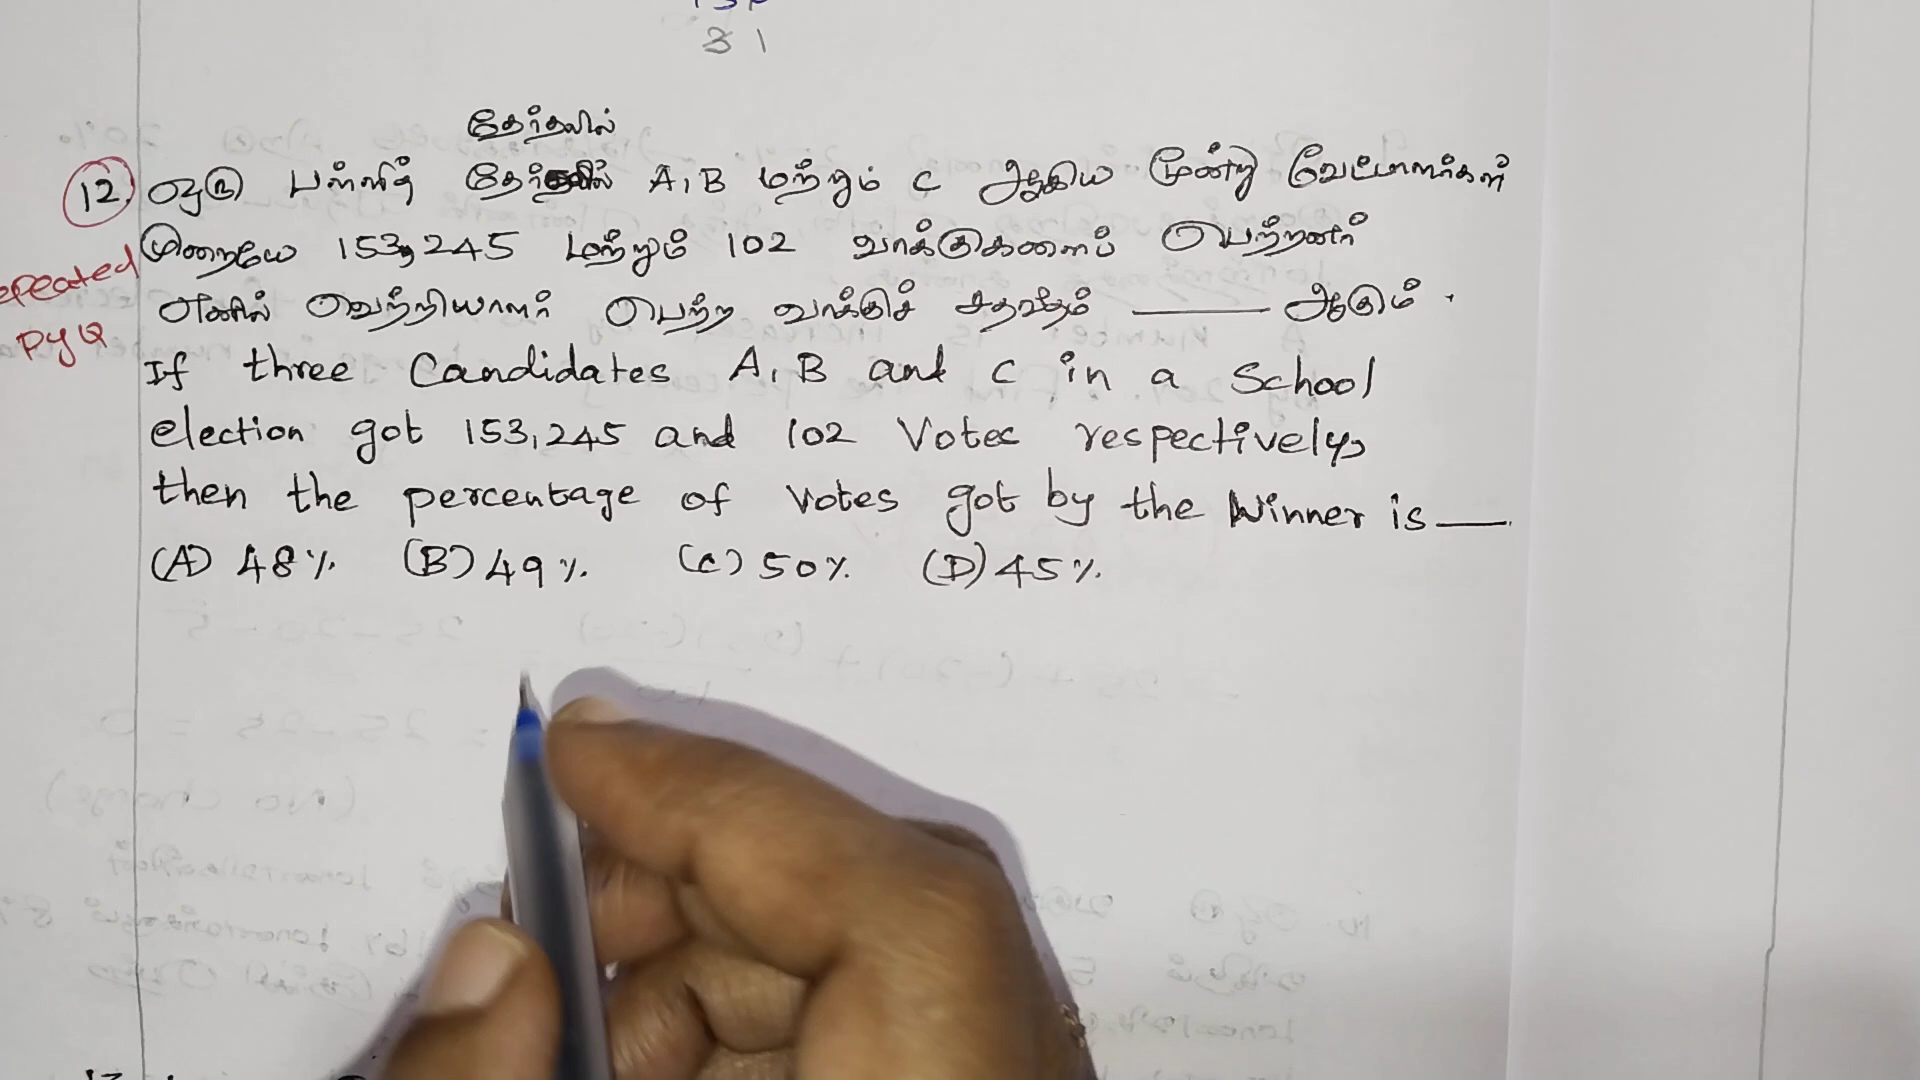 31
தேர்தலில்
12. ஒரு பள்ளித் தேர்தலில் A, B மற்றும் C ஆகிய மூன்று வேட்பாளர்கள்
முறையே 153, 245 மற்றும் 102 வாக்குகளைப் பெற்றனர்
எனில் வெற்றியாளர் பெற்ற வாக்குச் சதவீதம் ______ ஆகும்.
epeated
PYQ
If three Candidates A, B and C in a School
election got 153, 245 and 102 Votes respectively,
then the percentage of Votes got by the Winner is ___.
(A) 48% (B) 49% (C) 50% (D) 45%